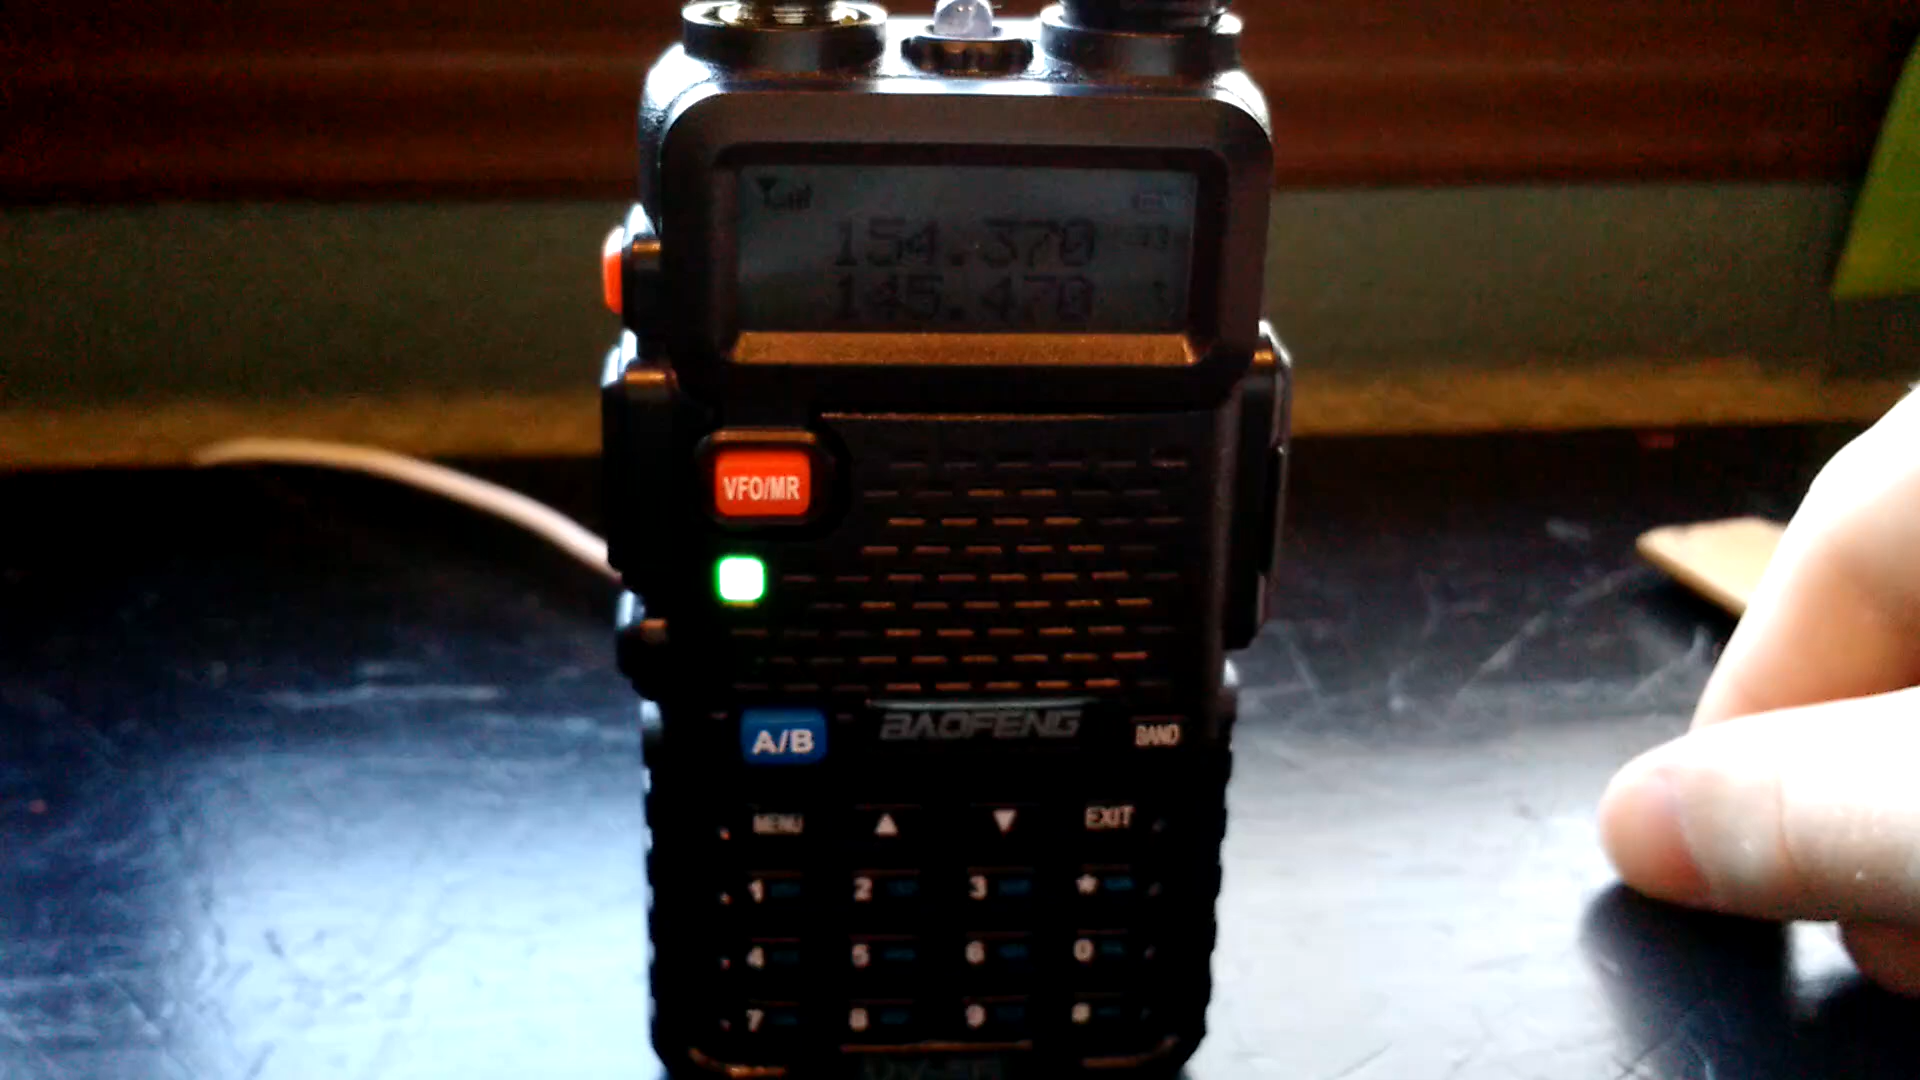 154.370
145.470
VFO/MR
A/B
BAOFENG
BAND
MENU ▲ ▼ EXIT
1 2 3 *
4 5 6 0
7 8 9 #